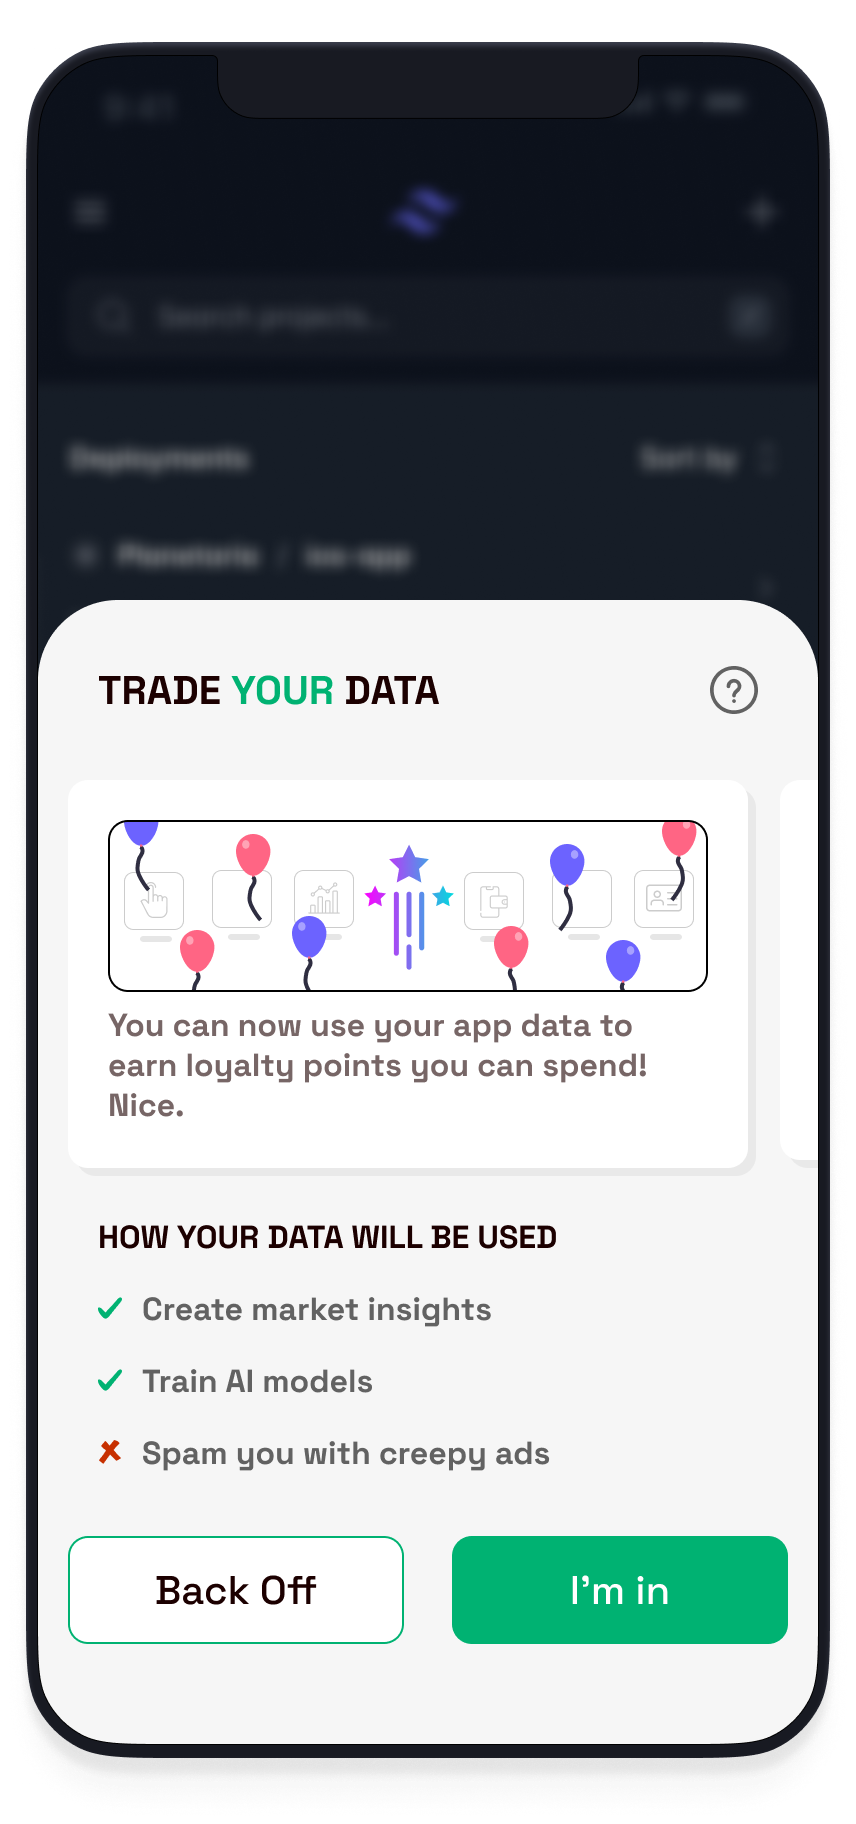 9:41
Search projects...
Deployments
Sort by
Planetaria / ios-app
TRADE YOUR DATA
You can now use your app data to
earn loyalty points you can spend!
Nice.
HOW YOUR DATA WILL BE USED
Create market insights
Train AI models
Spam you with creepy ads
Back Off
I'm in